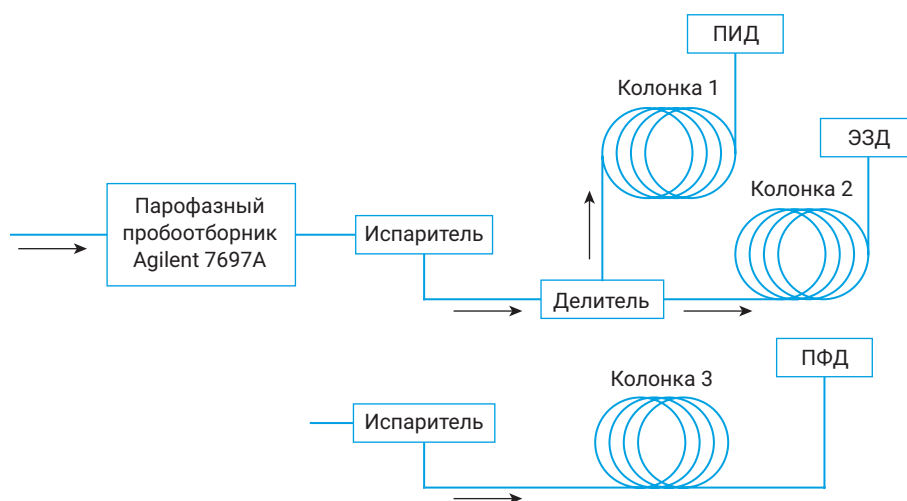 ПИД
Колонка 1
ЭЗД
Колонка 2
Парофазный
пробоотборник
Agilent 7697A
Испаритель
Делитель
ПФД
Колонка 3
Испаритель